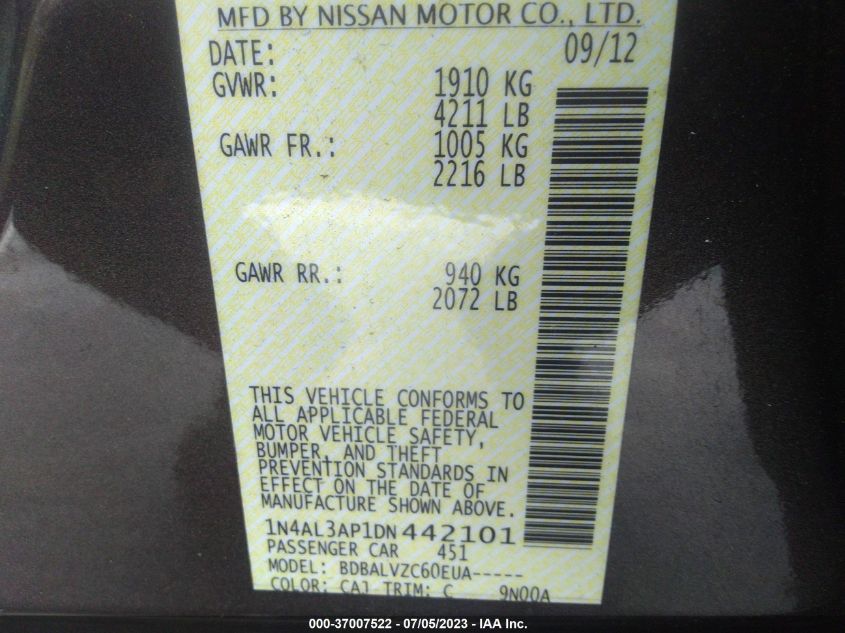 MFD BY NISSAN MOTOR CO., LTD.
DATE: 09/12
GVWR: 1910 KG
4211 LB
GAWR FR.: 1005 KG
2216 LB
GAWR RR.: 940 KG
2072 LB
THIS VEHICLE CONFORMS TO
ALL APPLICABLE FEDERAL
MOTOR VEHICLE SAFETY,
BUMPER, AND THEFT
PREVENTION STANDARDS IN
EFFECT ON THE DATE OF
MANUFACTURE SHOWN ABOVE.
1N4AL3AP1DN442101
PASSENGER CAR 451
MODEL: BDBALVZC60EUA-----
COLOR: CAJ TRIM: C 9N00A
000-37007522 - 07/05/2023 - IAA Inc.